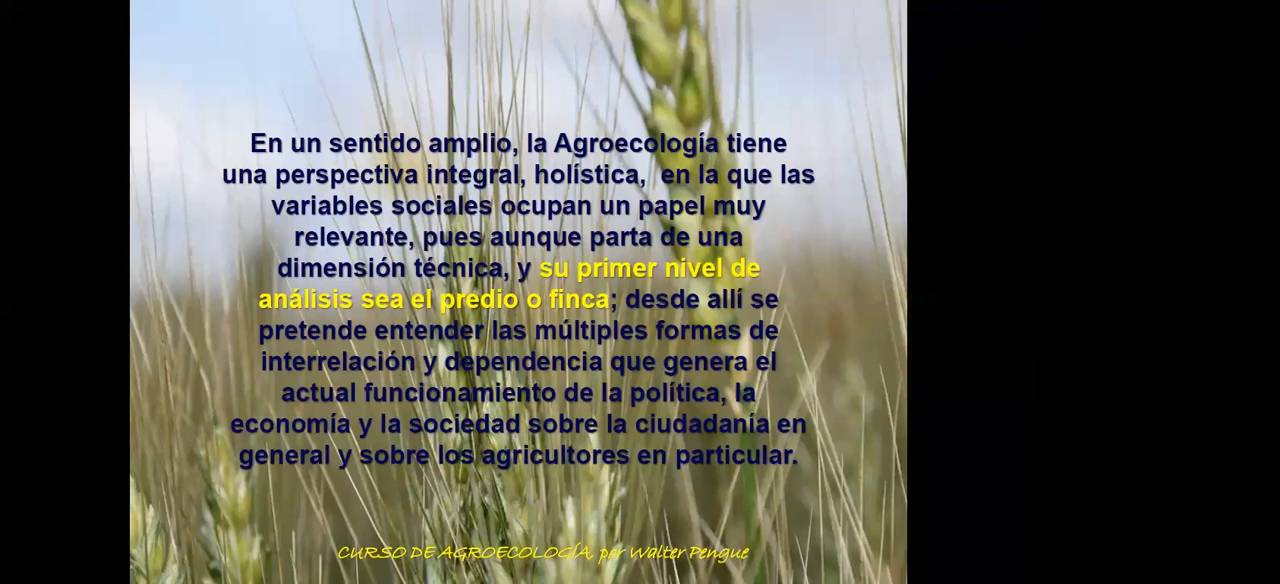 En un sentido amplio, la Agroecología tiene
una perspectiva integral, holística, en la que las
variables sociales ocupan un papel muy
relevante, pues aunque parta de una
dimensión técnica, y su primer nivel de
análisis sea el predio o finca; desde allí se
pretende entender las múltiples formas de
interrelación y dependencia que genera el
actual funcionamiento de la política, la
economía y la sociedad sobre la ciudadanía en
general y sobre los agricultores en particular.
CURSO DE AGROECOLOGÍA, por Walter Pengue